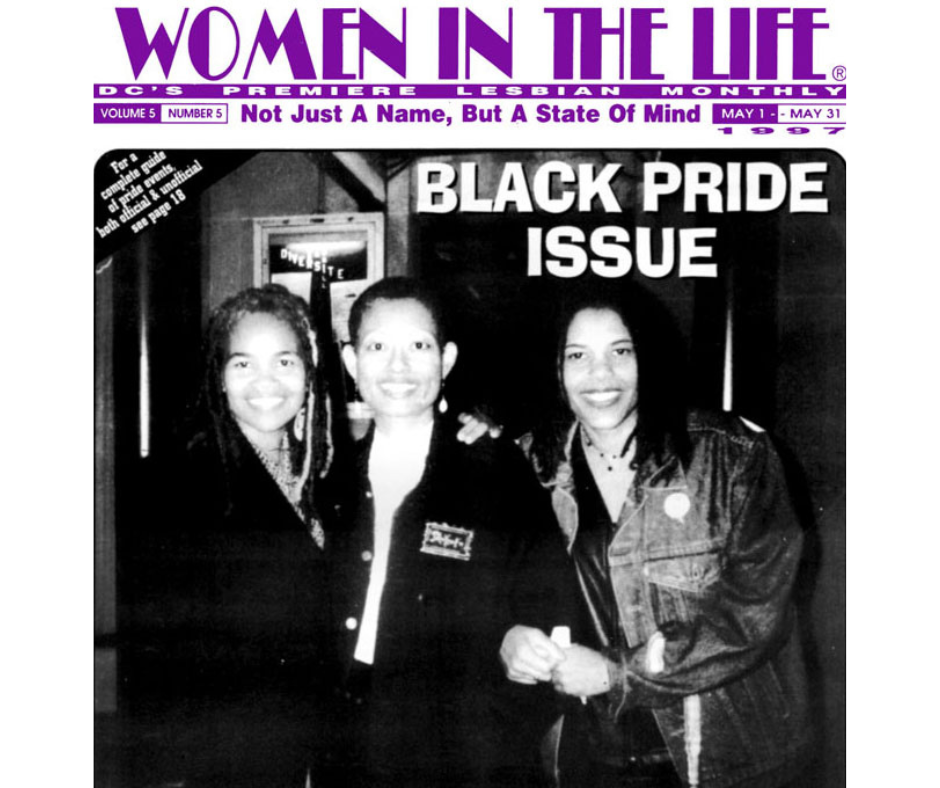 WOMEN IN THE LIFE®
DC'S PREMIERE LESBIAN MONTHLY
VOLUME 5 NUMBER 5 Not Just A Name, But A State Of Mind MAY 1 - - MAY 31
1997
For a
complete guide
of pride events,
both official & unofficial
see page 18
BLACK PRIDE
ISSUE
DIVERSITE